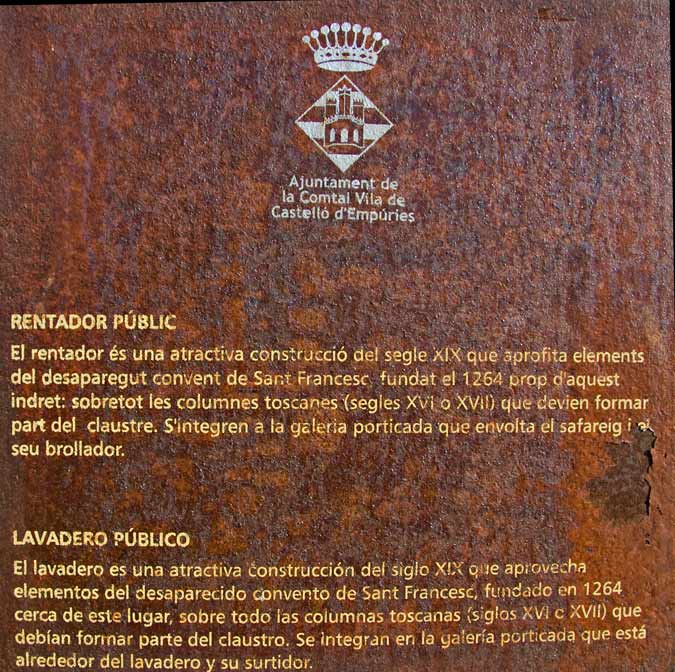 Ajuntament de
la Comtal Vila de
Castelló d'Empúries
RENTADOR PÚBLIC
El rentador és una atractiva construcció del segle XIX que aprofita elements
del desaparegut convent de Sant Francesc, fundat el 1264 prop d'aquest
indret: sobretot les columnes toscanes (segles XVI o XVII) que devien formar
part del claustre. S'integren a la galeria porticada que envolta el safareig i el
seu brollador.
LAVADERO PÚBLICO
El lavadero es una atractiva construcción del siglo XIX que aprovecha
elementos del desaparecido convento de Sant Francesc, fundado en 1264
cerca de este lugar, sobre todo las columnas toscanas (siglos XVI o XVII) que
debían formar parte del claustro. Se integran en la galería porticada que está
alrededor del lavadero y su surtidor.